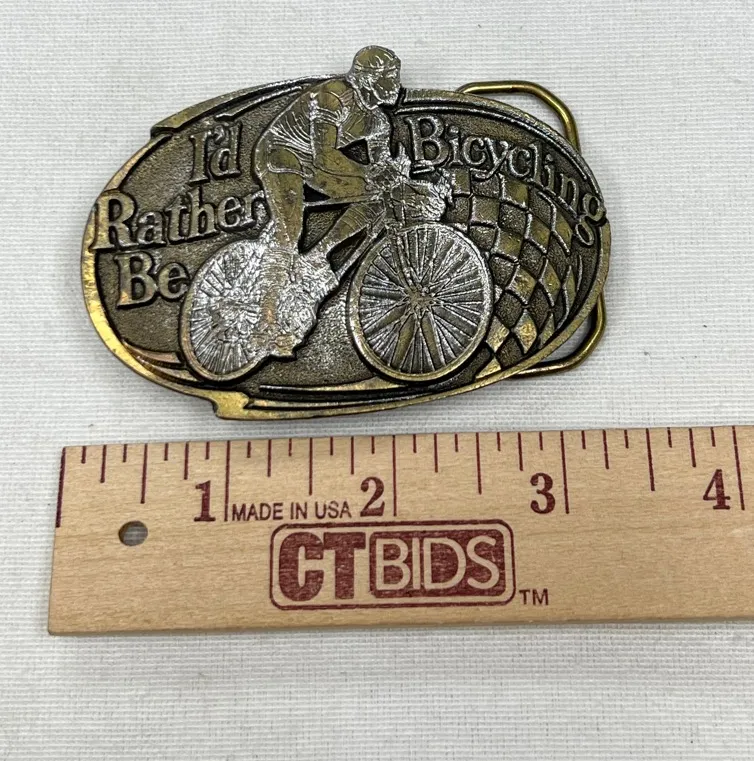 I'd
Rather
Be
Bicycling
1 2 3 4
MADE IN USA
CTBIDS
TM